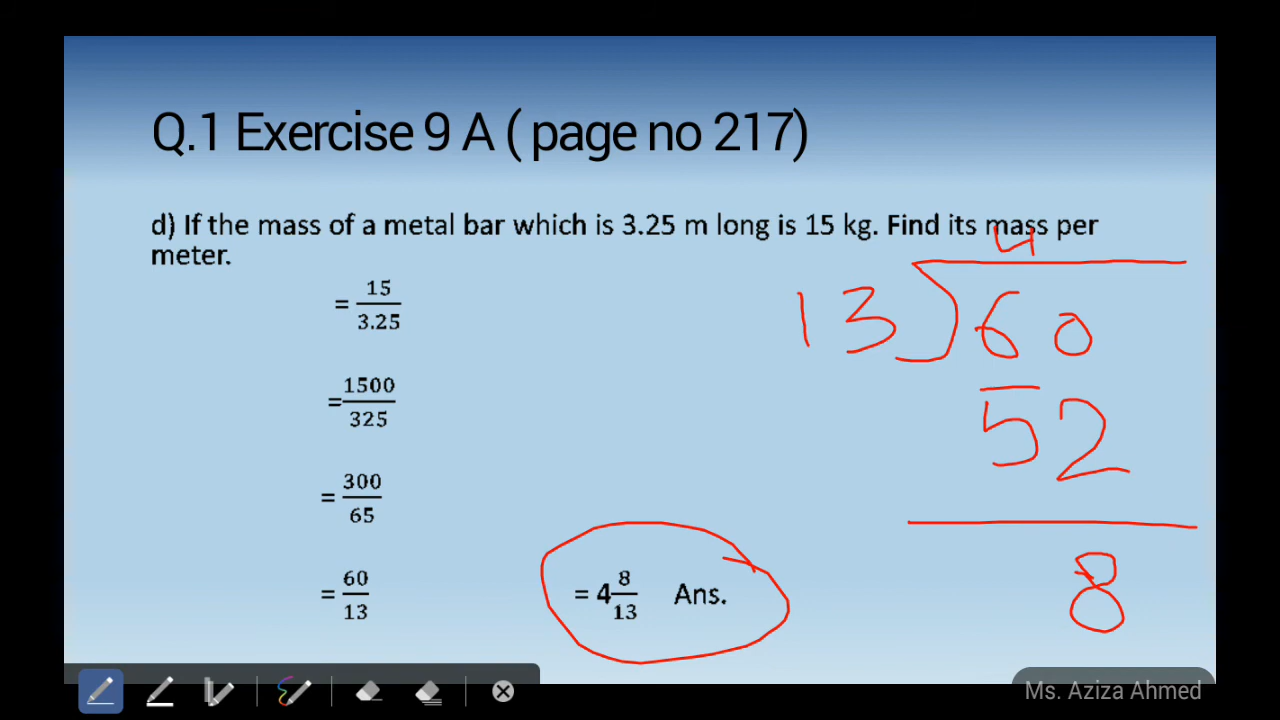 Q.1 Exercise 9 A ( page no 217)
d) If the mass of a metal bar which is 3.25 m long is 15 kg. Find its mass per
meter.
= 15/3.25
=1500/325
= 300/65
= 60/13
= 4 8/13 Ans.
4
13 ) 60
52
8
Ms. Aziza Ahmed